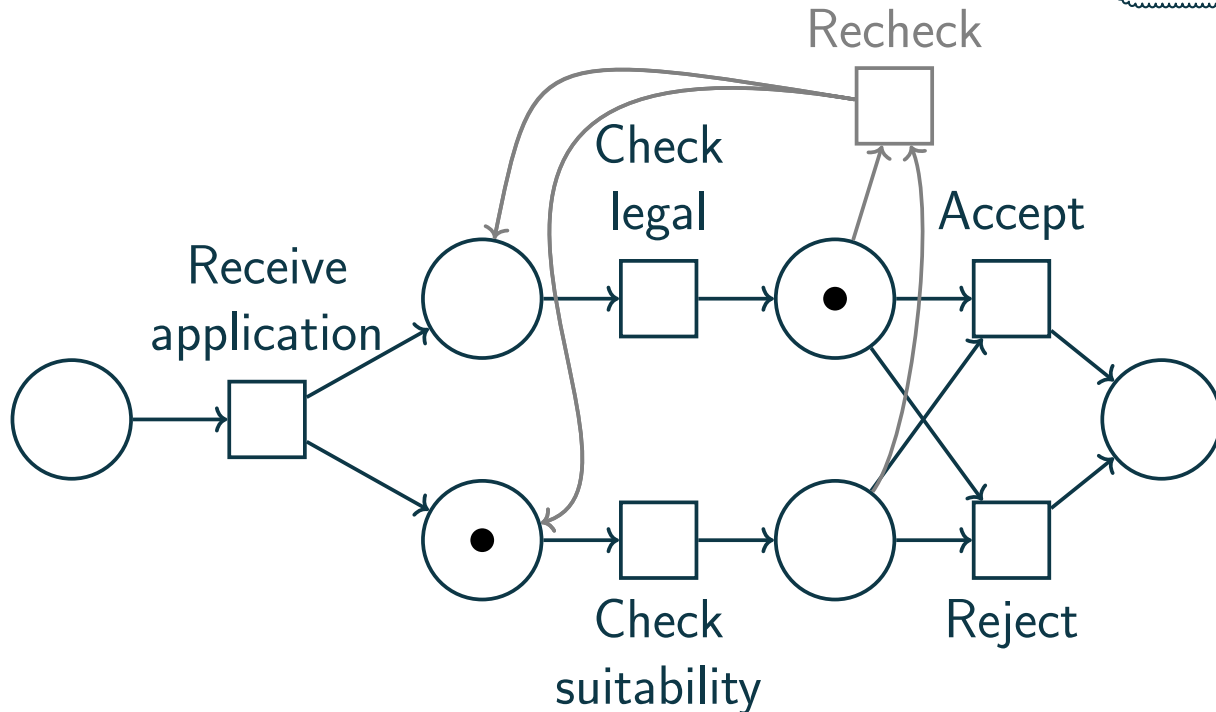 Recheck
Check
legal
Accept
Receive
application
Check
suitability
Reject